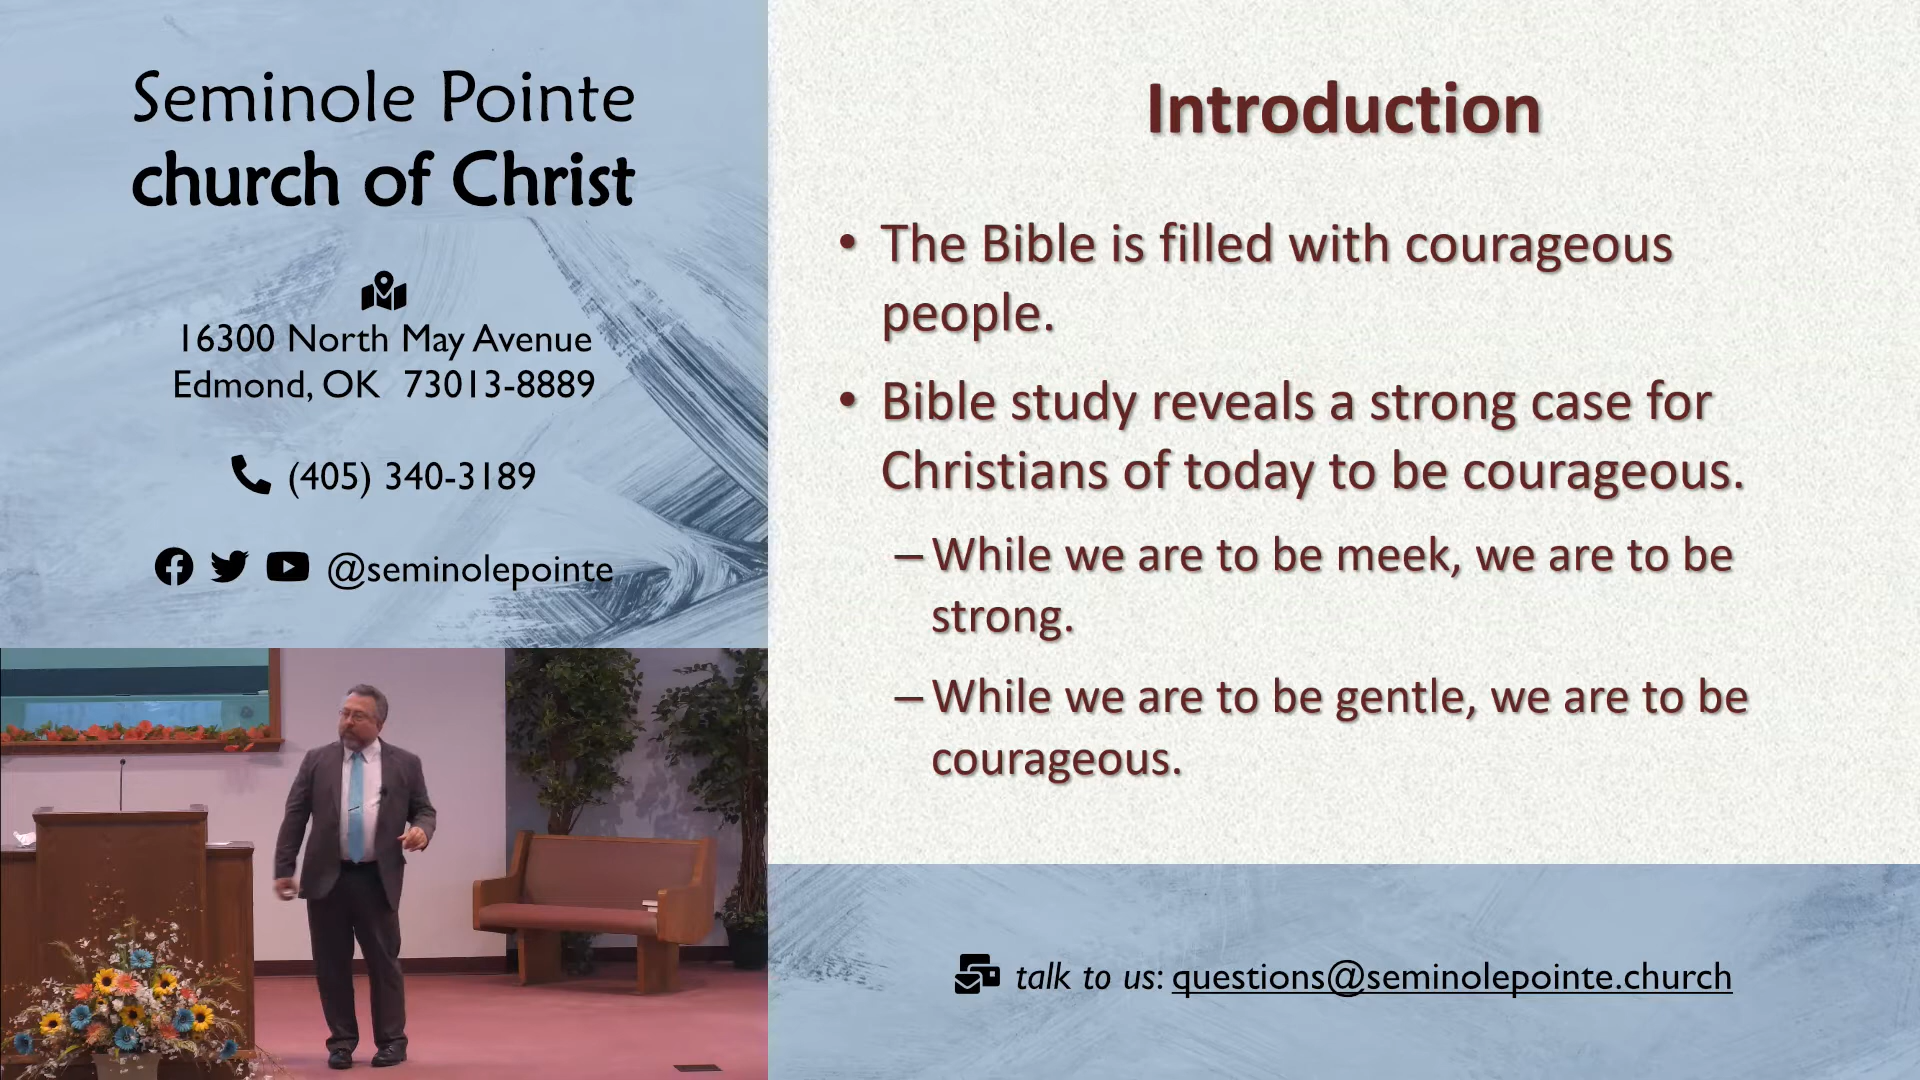 Seminole Pointe
church of Christ
16300 North May Avenue
Edmond, OK  73013-8889
(405) 340-3189
@seminolepointe
Introduction
• The Bible is filled with courageous
people.
• Bible study reveals a strong case for
Christians of today to be courageous.
– While we are to be meek, we are to be
strong.
– While we are to be gentle, we are to be
courageous.
talk to us: questions@seminolepointe.church